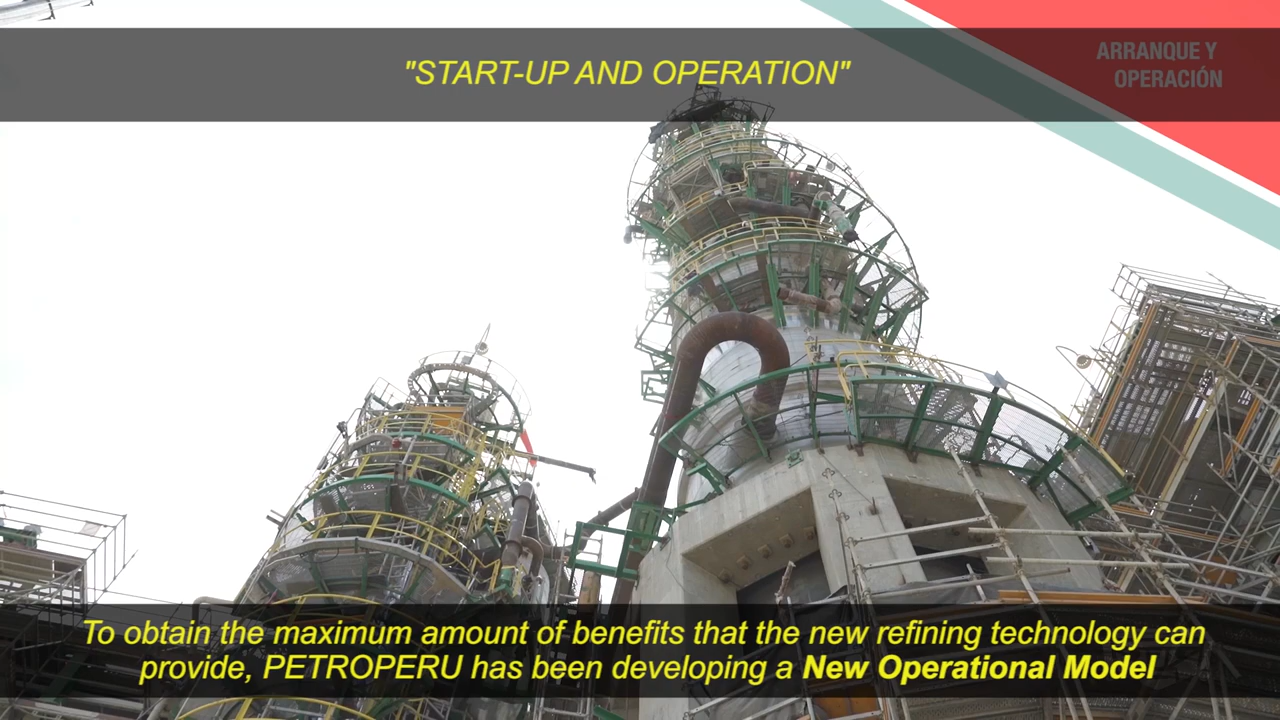 "START-UP AND OPERATION"
ARRANQUE Y
OPERACIÓN
To obtain the maximum amount of benefits that the new refining technology can
provide, PETROPERU has been developing a New Operational Model